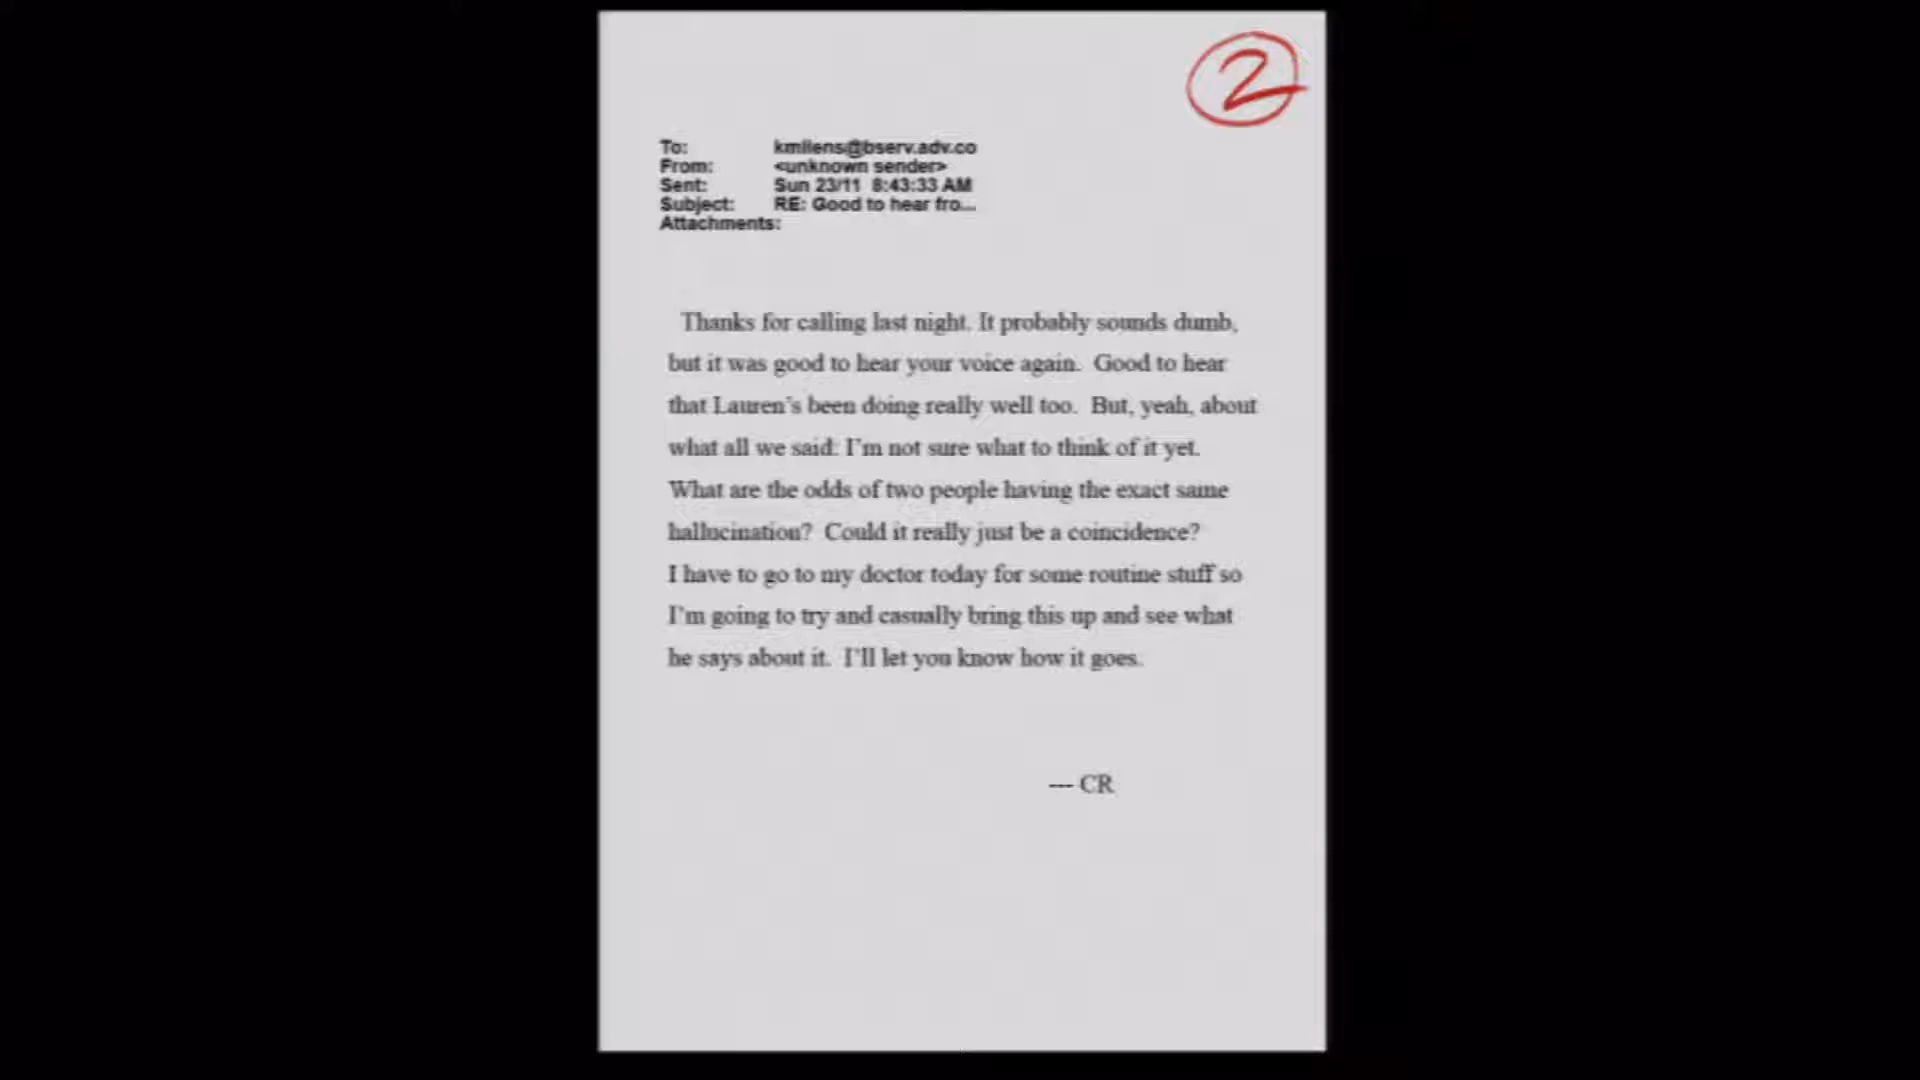 2
To: kmilens@bserv.adv.co
From: <unknown sender>
Sent: Sun 23/11 8:43:33 AM
Subject: RE: Good to hear fro...
Attachments:
Thanks for calling last night. It probably sounds dumb,
but it was good to hear your voice again. Good to hear
that Lauren's been doing really well too. But, yeah, about
what all we said: I'm not sure what to think of it yet.
What are the odds of two people having the exact same
hallucination? Could it really just be a coincidence?
I have to go to my doctor today for some routine stuff so
I'm going to try and casually bring this up and see what
he says about it. I'll let you know how it goes.
--- CR